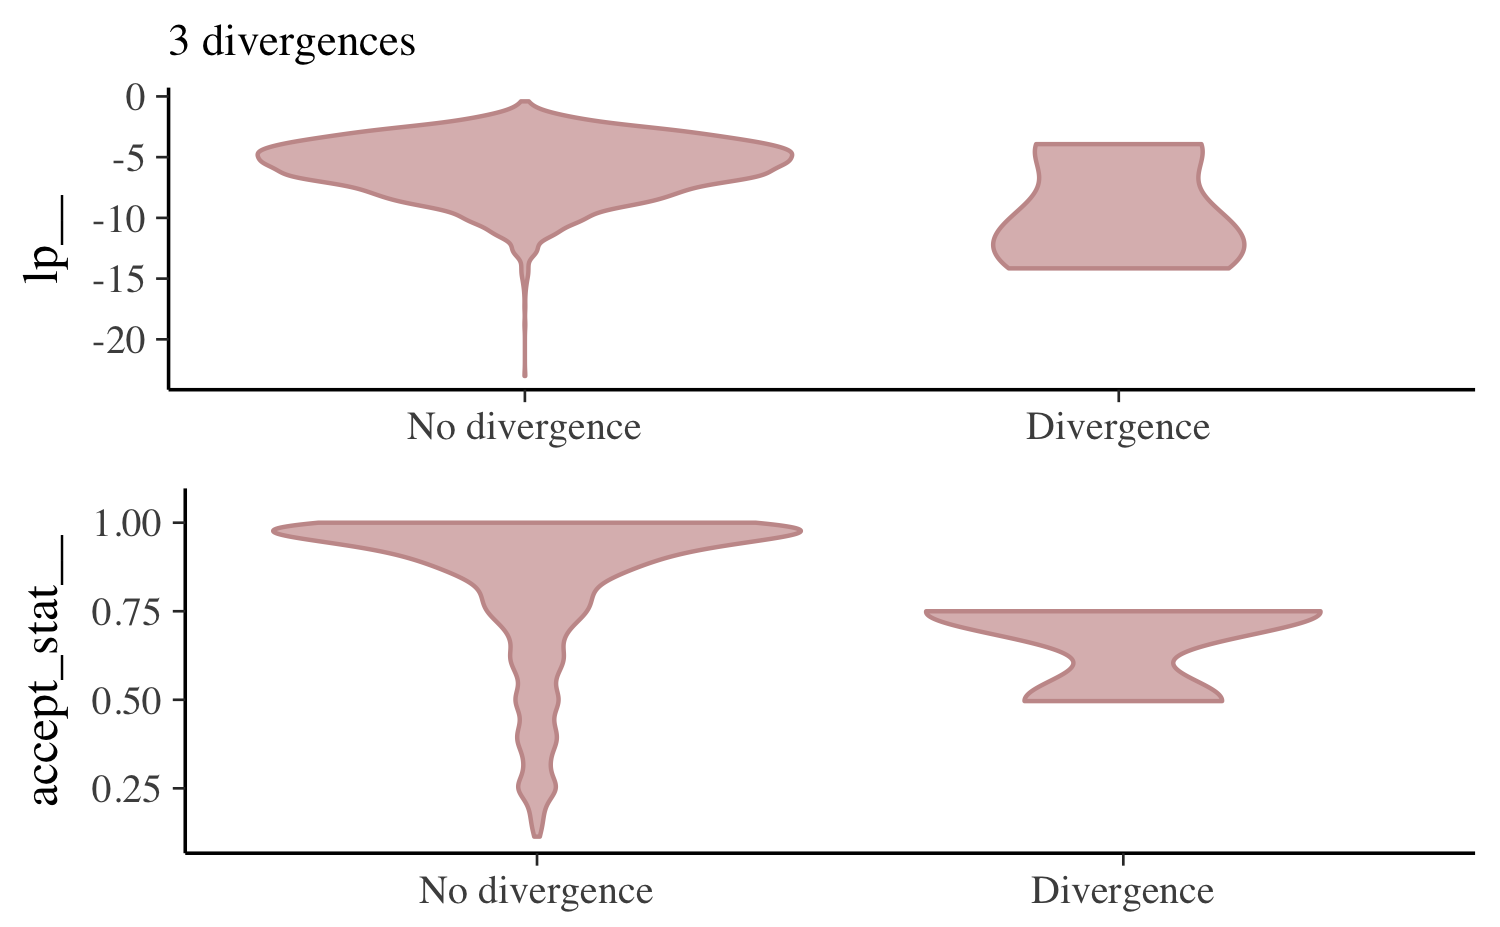 3 divergences
lp__
0
-5
-10
-15
-20
No divergence
Divergence
accept_stat__
1.00
0.75
0.50
0.25
No divergence
Divergence